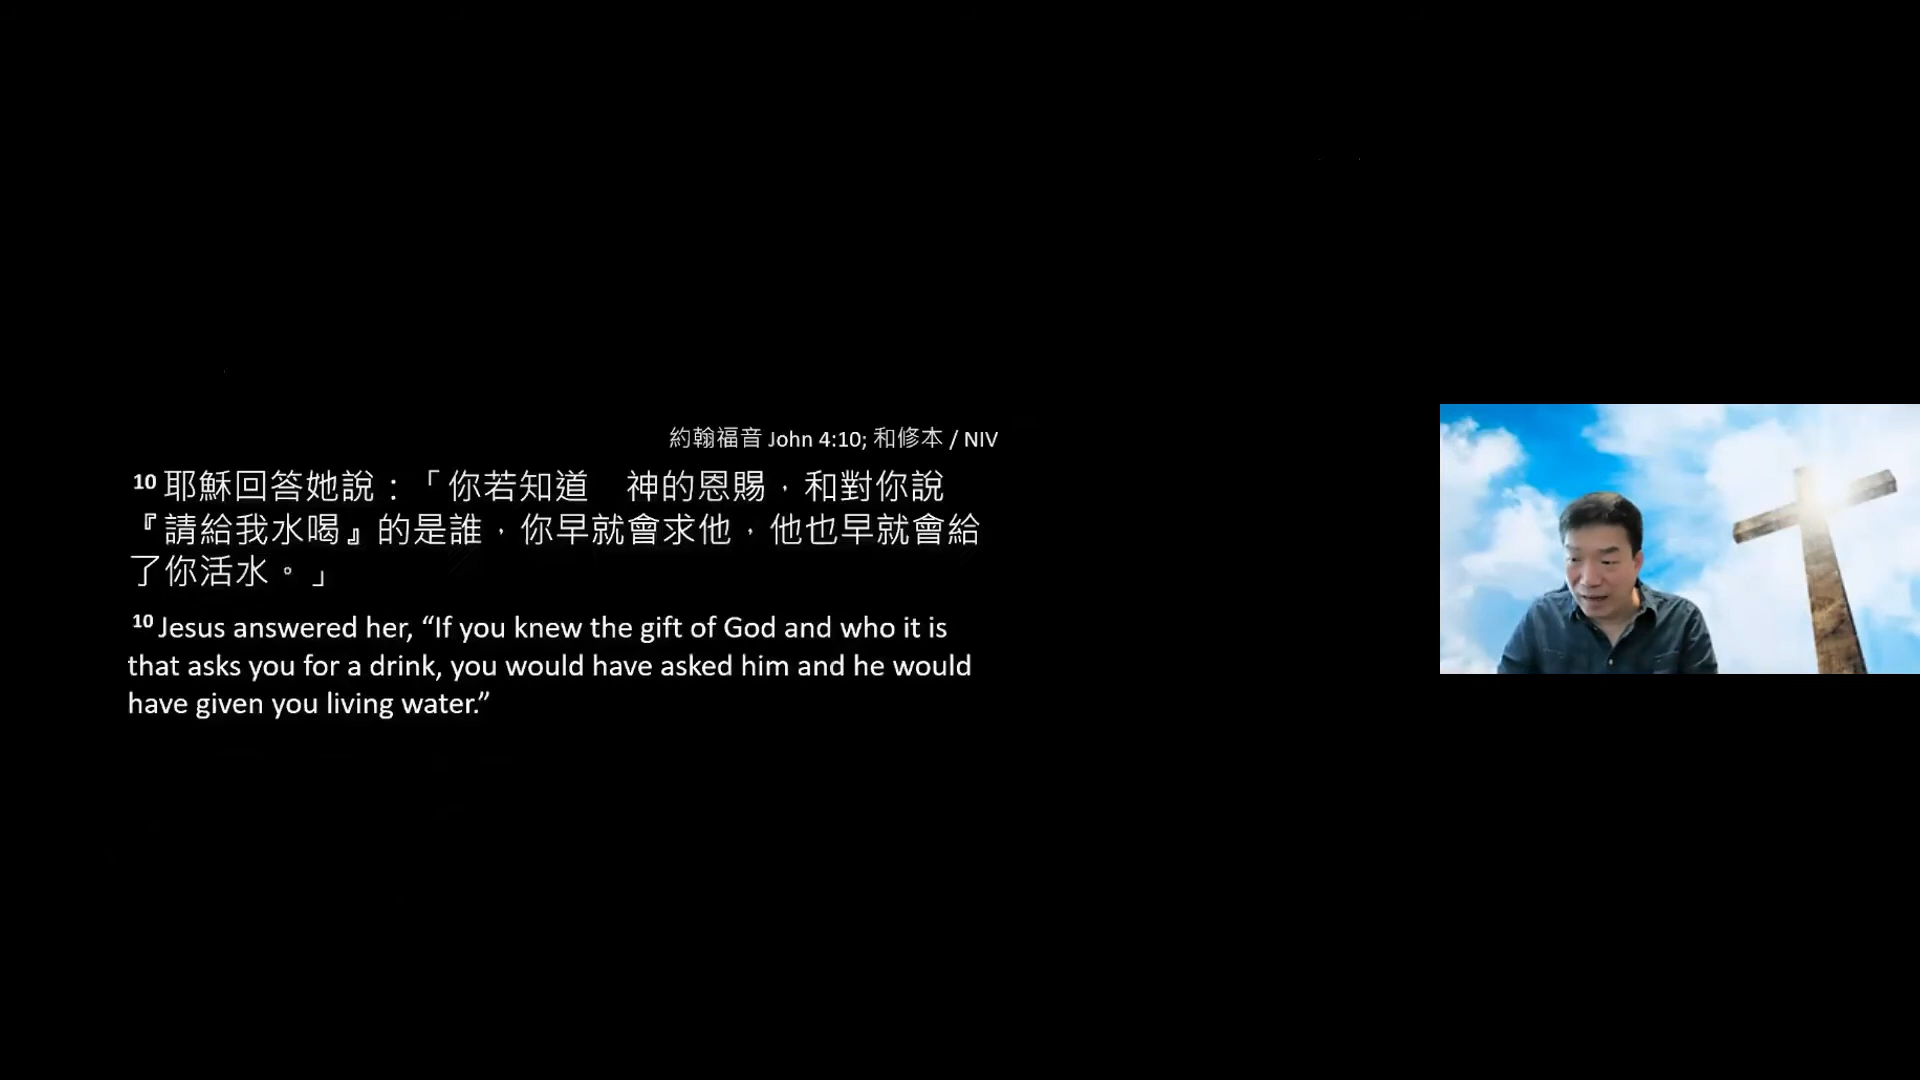 約翰福音 John 4:10; 和修本 / NIV
10 耶穌回答她說：「你若知道　神的恩賜，和對你說
『請給我水喝』的是誰，你早就會求他，他也早就會給
了你活水。」
10 Jesus answered her, “If you knew the gift of God and who it is
that asks you for a drink, you would have asked him and he would
have given you living water.”